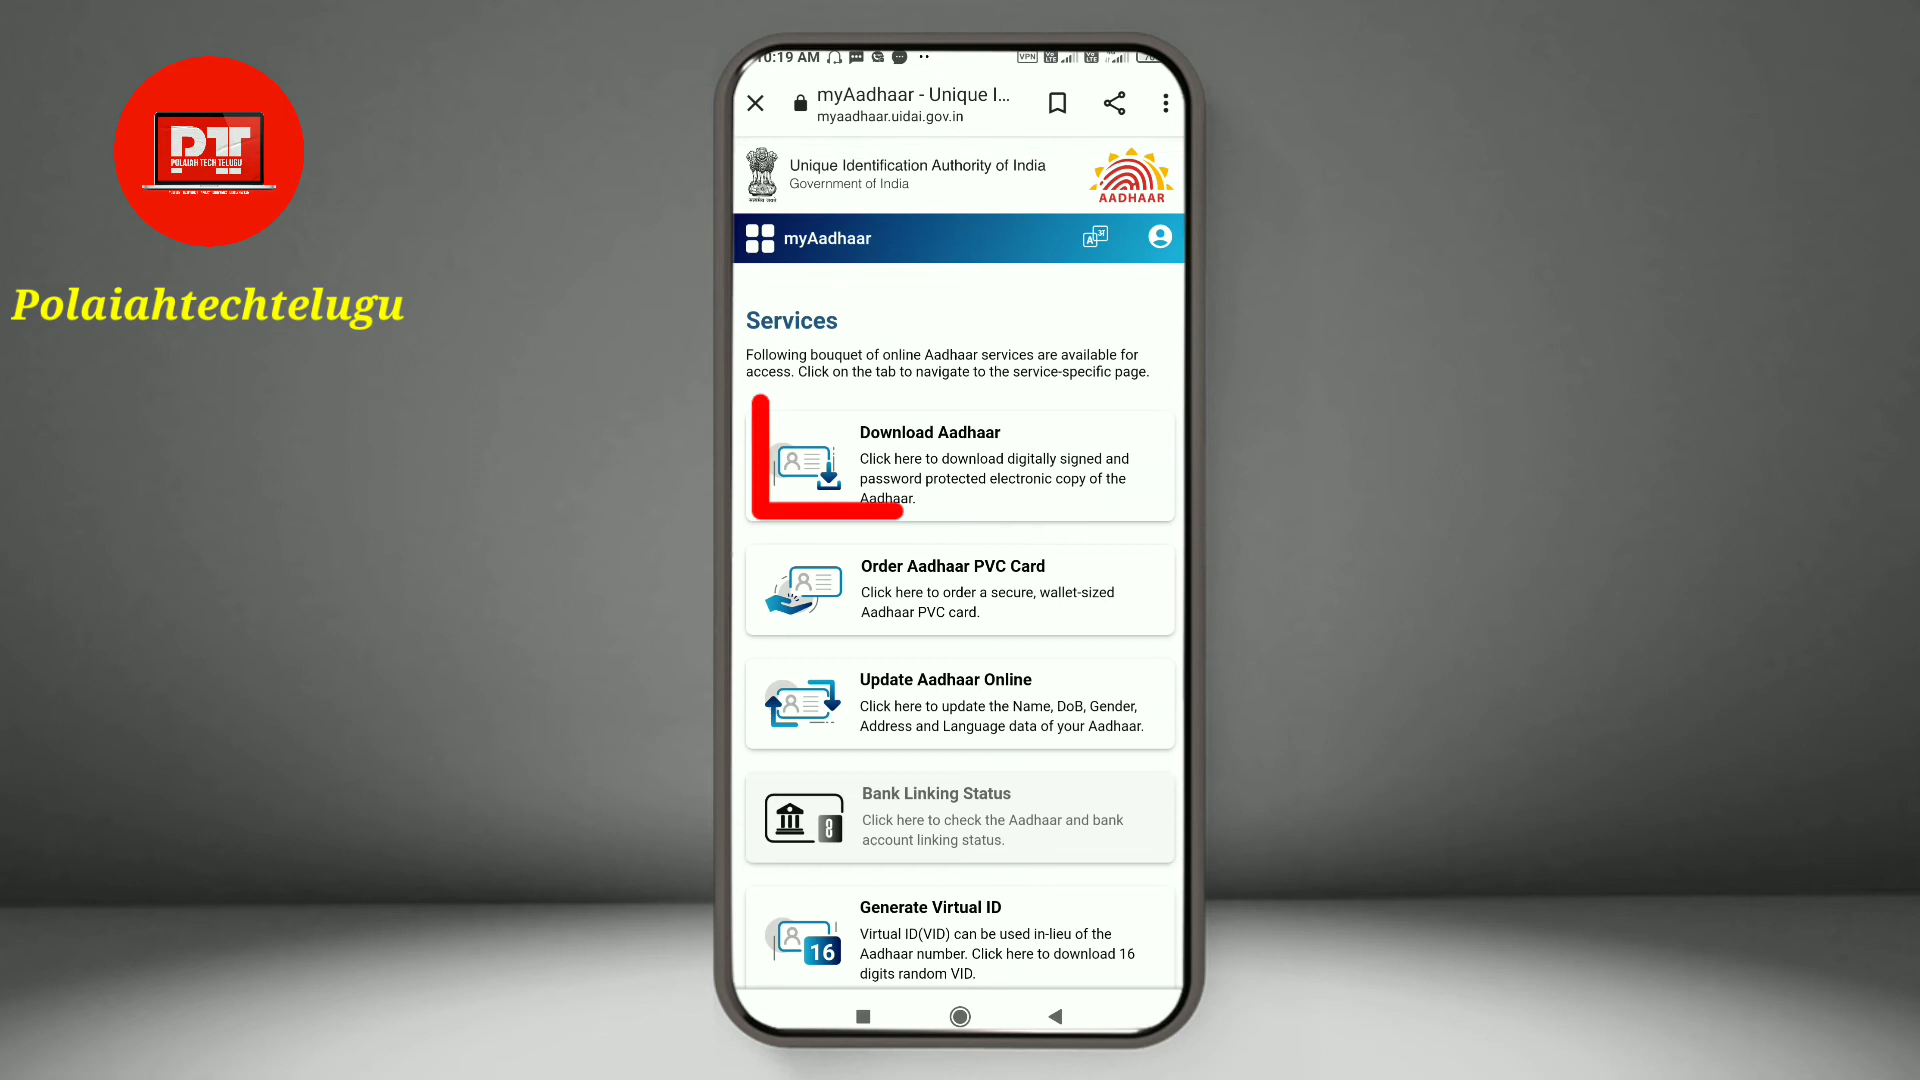 PT
POLAIAH TECH TELUGU
Polaiahtechtelugu
10:19 AM
VPN
myAadhaar - Unique I...
myaadhaar.uidai.gov.in
Unique Identification Authority of India
Government of India
AADHAAR
myAadhaar
Services
Following bouquet of online Aadhaar services are available for
access. Click on the tab to navigate to the service-specific page.
Download Aadhaar
Click here to download digitally signed and
password protected electronic copy of the
Aadhaar.
Order Aadhaar PVC Card
Click here to order a secure, wallet-sized
Aadhaar PVC card.
Update Aadhaar Online
Click here to update the Name, DoB, Gender,
Address and Language data of your Aadhaar.
Bank Linking Status
Click here to check the Aadhaar and bank
account linking status.
Generate Virtual ID
16
Virtual ID(VID) can be used in-lieu of the
Aadhaar number. Click here to download 16
digits random VID.